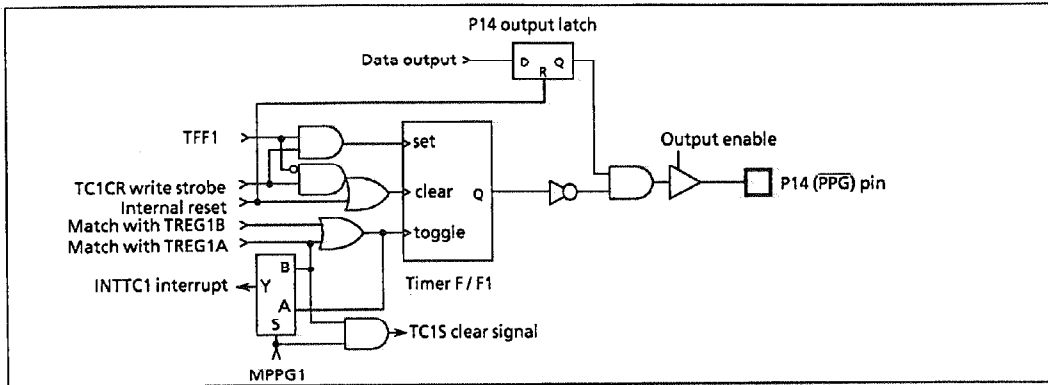 P14 output latch
Data output
D Q
R
TFF1
Output enable
set
TC1CR write strobe
clear
Q
P14 (PPG) pin
Internal reset
Match with TREG1B
toggle
Match with TREG1A
B
Timer F / F1
INTTC1 interrupt
Y
A
S
TC1S clear signal
MPPG1